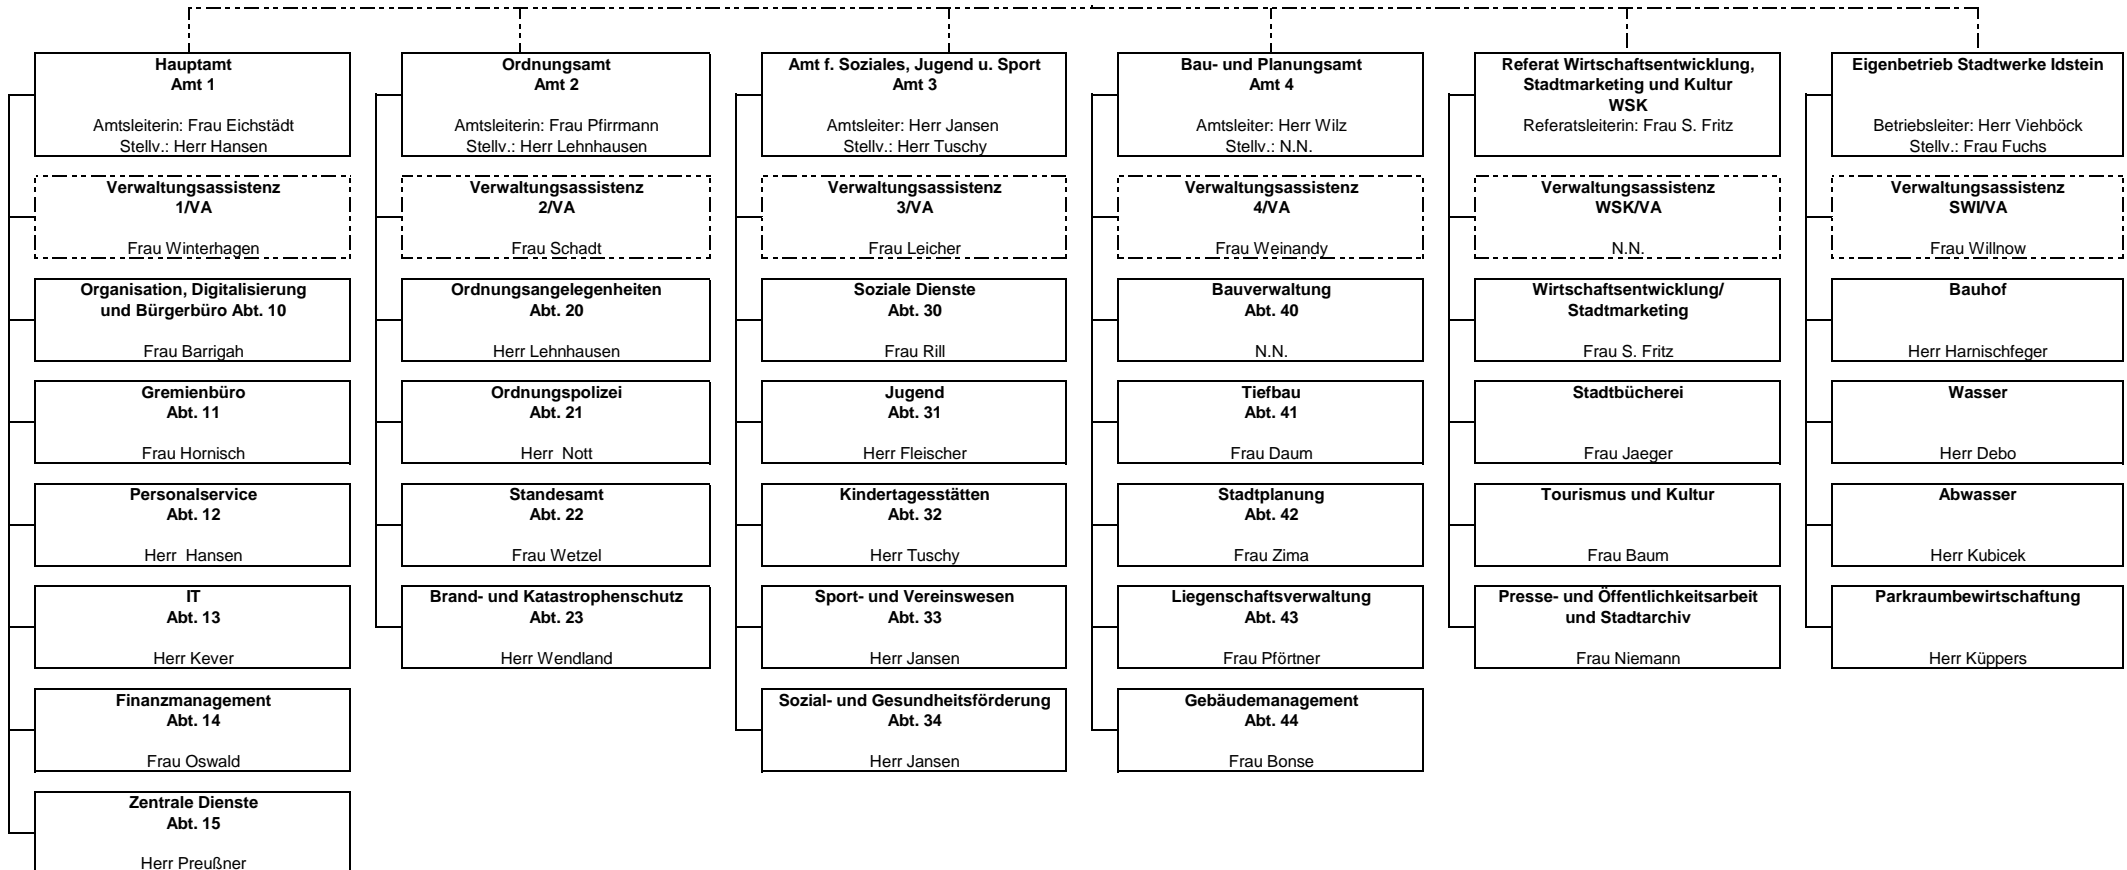 Hauptamt
Amt 1
Amtsleiterin: Frau Eichstädt
Stellv.: Herr Hansen
Verwaltungsassistenz
1/VA
Frau Winterhagen
Organisation, Digitalisierung
und Bürgerbüro Abt. 10
Frau Barrigah
Gremienbüro
Abt. 11
Frau Hornisch
Personalservice
Abt. 12
Herr  Hansen
IT
Abt. 13
Herr Kever
Finanzmanagement
Abt. 14
Frau Oswald
Zentrale Dienste
Abt. 15
Herr Preußner
Ordnungsamt
Amt 2
Amtsleiterin: Frau Pfirrmann
Stellv.: Herr Lehnhausen
Verwaltungsassistenz
2/VA
Frau Schadt
Ordnungsangelegenheiten
Abt. 20
Herr Lehnhausen
Ordnungspolizei
Abt. 21
Herr  Nott
Standesamt
Abt. 22
Frau Wetzel
Brand- und Katastrophenschutz
Abt. 23
Herr Wendland
Amt f. Soziales, Jugend u. Sport
Amt 3
Amtsleiter: Herr Jansen
Stellv.: Herr Tuschy
Verwaltungsassistenz
3/VA
Frau Leicher
Soziale Dienste
Abt. 30
Frau Rill
Jugend
Abt. 31
Herr Fleischer
Kindertagesstätten
Abt. 32
Herr Tuschy
Sport- und Vereinswesen
Abt. 33
Herr Jansen
Sozial- und Gesundheitsförderung
Abt. 34
Herr Jansen
Bau- und Planungsamt
Amt 4
Amtsleiter: Herr Wilz
Stellv.: N.N.
Verwaltungsassistenz
4/VA
Frau Weinandy
Bauverwaltung
Abt. 40
N.N.
Tiefbau
Abt. 41
Frau Daum
Stadtplanung
Abt. 42
Frau Zima
Liegenschaftsverwaltung
Abt. 43
Frau Pförtner
Gebäudemanagement
Abt. 44
Frau Bonse
Referat Wirtschaftsentwicklung,
Stadtmarketing und Kultur
WSK
Referatsleiterin: Frau S. Fritz
Verwaltungsassistenz
WSK/VA
N.N.
Wirtschaftsentwicklung/
Stadtmarketing
Frau S. Fritz
Stadtbücherei
Frau Jaeger
Tourismus und Kultur
Frau Baum
Presse- und Öffentlichkeitsarbeit
und Stadtarchiv
Frau Niemann
Eigenbetrieb Stadtwerke Idstein
Betriebsleiter: Herr Viehböck
Stellv.: Frau Fuchs
Verwaltungsassistenz
SWI/VA
Frau Willnow
Bauhof
Herr Harnischfeger
Wasser
Herr Debo
Abwasser
Herr Kubicek
Parkraumbewirtschaftung
Herr Küppers